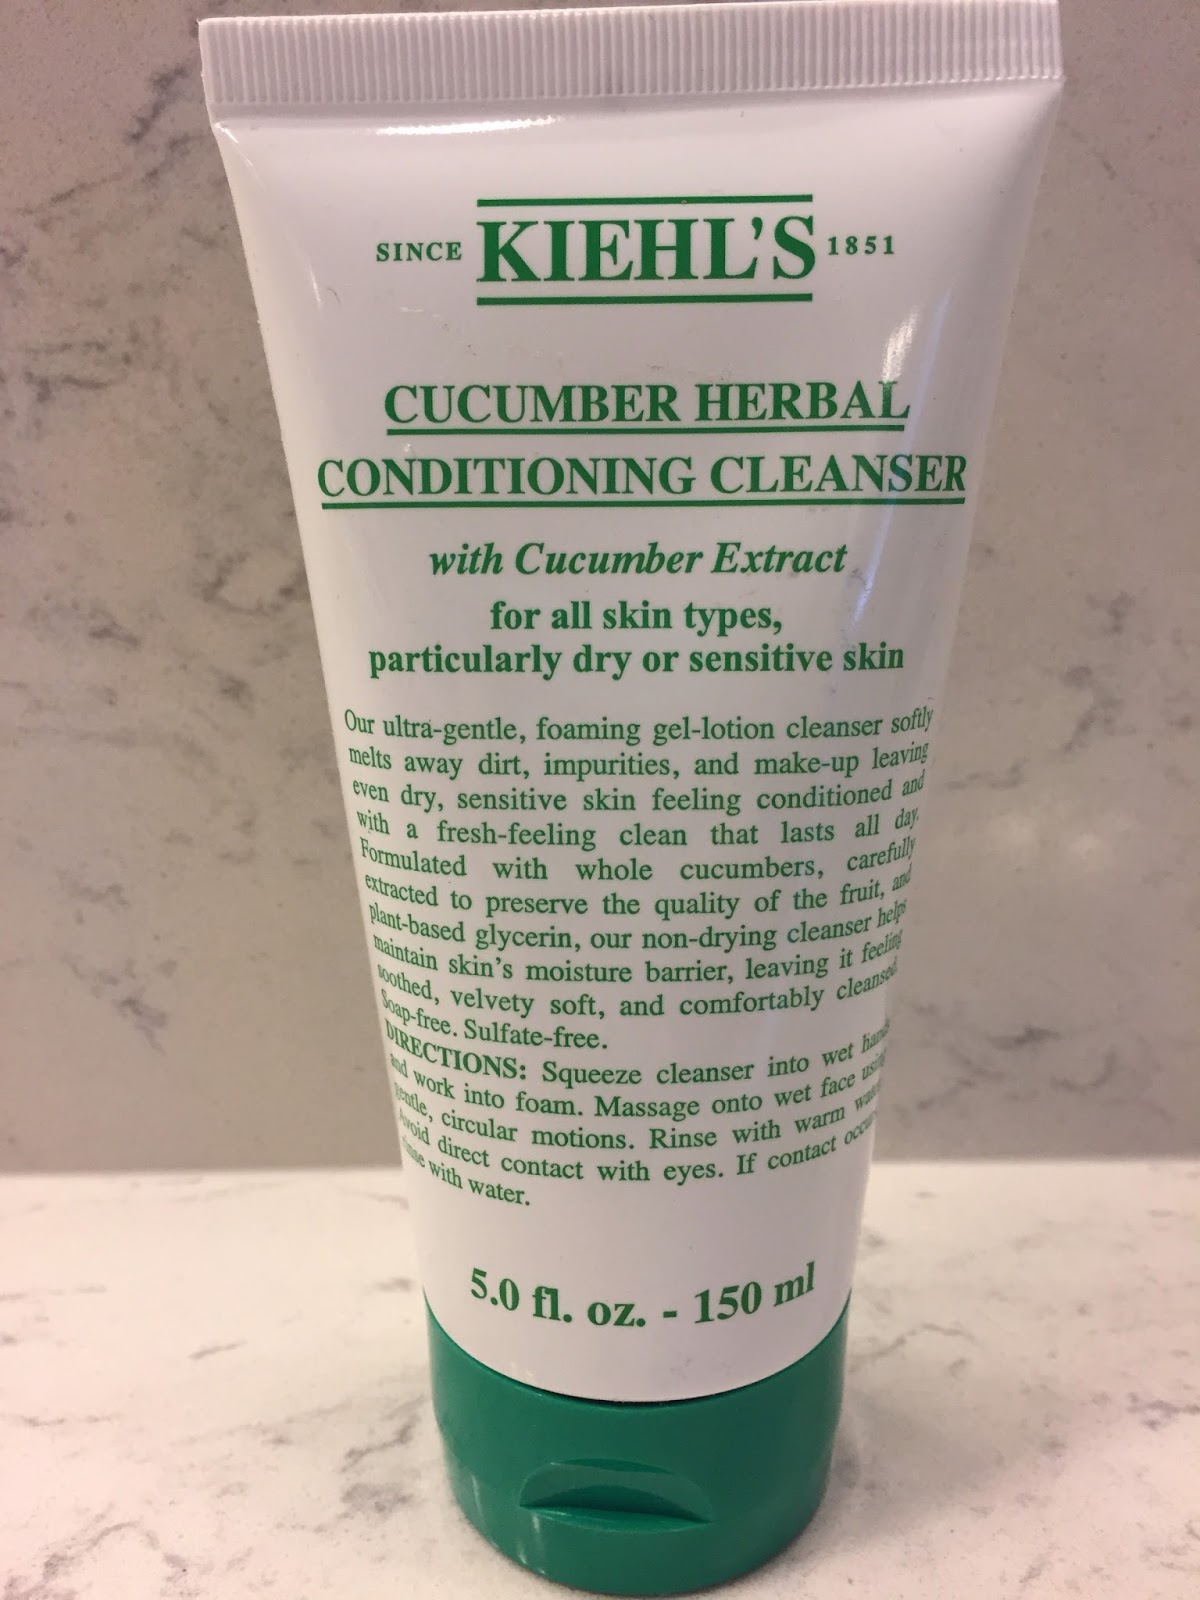 SINCE KIEHL'S 1851
CUCUMBER HERBAL
CONDITIONING CLEANSER
with Cucumber Extract
for all skin types,
particularly dry or sensitive skin
Our ultra-gentle, foaming gel-lotion cleanser softly
melts away dirt, impurities, and make-up leaving
even dry, sensitive skin feeling conditioned and
with a fresh-feeling clean that lasts all day.
Formulated with whole cucumbers, carefully
extracted to preserve the quality of the fruit, and
plant-based glycerin, our non-drying cleanser helps
maintain skin's moisture barrier, leaving it feeling
soothed, velvety soft, and comfortably cleansed.
Soap-free. Sulfate-free.
DIRECTIONS: Squeeze cleanser into wet hands
and work into foam. Massage onto wet face using
gentle, circular motions. Rinse with warm water.
Avoid direct contact with eyes. If contact occurs,
rinse with water.
5.0 fl. oz. - 150 ml